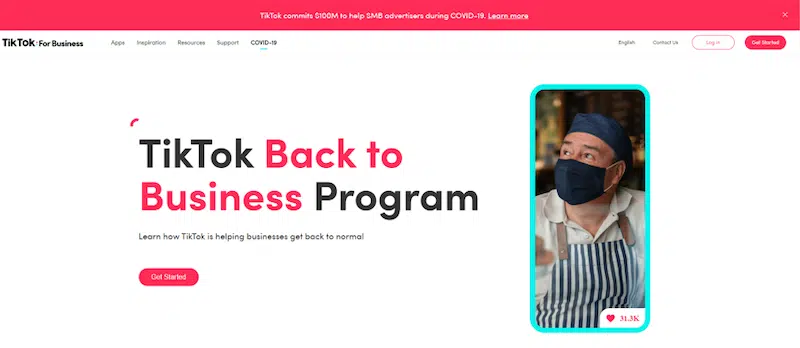 TikTok commits $100M to help SMB advertisers during COVID-19. Learn more
TikTok: For Business Apps Inspiration Resources Support COVID-19 English Contact Us Log in Get Started
TikTok Back to
Business Program
Learn how TikTok is helping businesses get back to normal
Get Started
31.3K